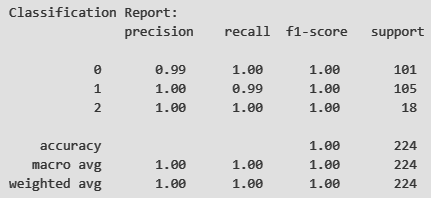 Classification Report:
precision recall f1-score support
0 0.99 1.00 1.00 101
1 1.00 0.99 1.00 105
2 1.00 1.00 1.00 18
accuracy 1.00 224
macro avg 1.00 1.00 1.00 224
weighted avg 1.00 1.00 1.00 224